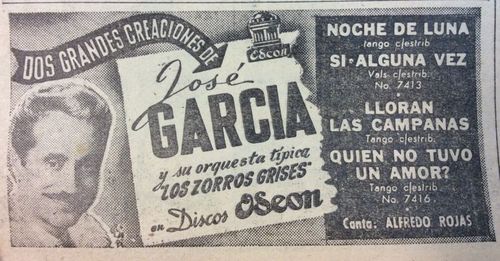 DOS GRANDES CREACIONES DE
ODEON
José
GARCIA
y su orquesta típica
"LOS ZORROS GRISES"
en Discos ODEON
NOCHE DE LUNA
Tango c/estrib.
SI·ALGUNA VEZ
Vals c/estrib.
No. 7413
LLORAN
LAS CAMPANAS
Tango c/estrib.
QUIEN NO TUVO
UN AMOR?
Tango c/estrib.
No. 7416
Canta: ALFREDO ROJAS